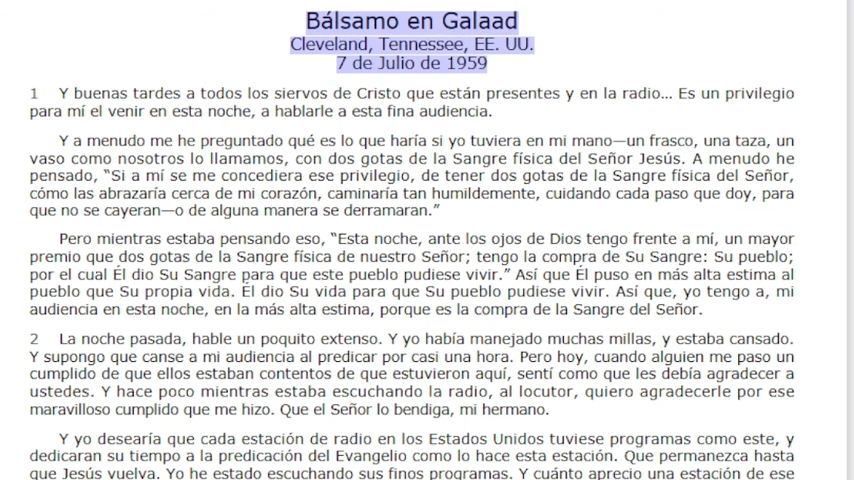 Bálsamo en Galaad
Cleveland, Tennessee, EE. UU.
7 de Julio de 1959
1 Y buenas tardes a todos los siervos de Cristo que están presentes y en la radio... Es un privilegio
para mí el venir en esta noche, a hablarle a esta fina audiencia.
Y a menudo me he preguntado qué es lo que haría si yo tuviera en mi mano—un frasco, una taza, un
vaso como nosotros lo llamamos, con dos gotas de la Sangre física del Señor Jesús. A menudo he
pensado, “Si a mí se me concediera ese privilegio, de tener dos gotas de la Sangre física del Señor,
cómo las abrazaría cerca de mi corazón, caminaría tan humildemente, cuidando cada paso que doy, para
que no se cayeran—o de alguna manera se derramaran.”
Pero mientras estaba pensando eso, “Esta noche, ante los ojos de Dios tengo frente a mí, un mayor
premio que dos gotas de la Sangre física de nuestro Señor; tengo la compra de Su Sangre: Su pueblo;
por el cual Él dio Su Sangre para que este pueblo pudiese vivir.” Así que Él puso en más alta estima al
pueblo que Su propia vida. Él dio Su vida para que Su pueblo pudiese vivir. Así que, yo tengo a, mi
audiencia en esta noche, en la más alta estima, porque es la compra de la Sangre del Señor.
2 La noche pasada, hable un poquito extenso. Y yo había manejado muchas millas, y estaba cansado.
Y supongo que canse a mi audiencia al predicar por casi una hora. Pero hoy, cuando alguien me paso un
cumplido de que ellos estaban contentos de que estuvieron aquí, sentí como que les debía agradecer a
ustedes. Y hace poco mientras estaba escuchando la radio, al locutor, quiero agradecerle por ese
maravilloso cumplido que me hizo. Que el Señor lo bendiga, mi hermano.
Y yo desearía que cada estación de radio en los Estados Unidos tuviese programas como este, y
dedicaran su tiempo a la predicación del Evangelio como lo hace esta estación. Que permanezca hasta
que Jesús vuelva. Yo he estado escuchando sus finos programas. Y cuánto aprecio una estación de ese